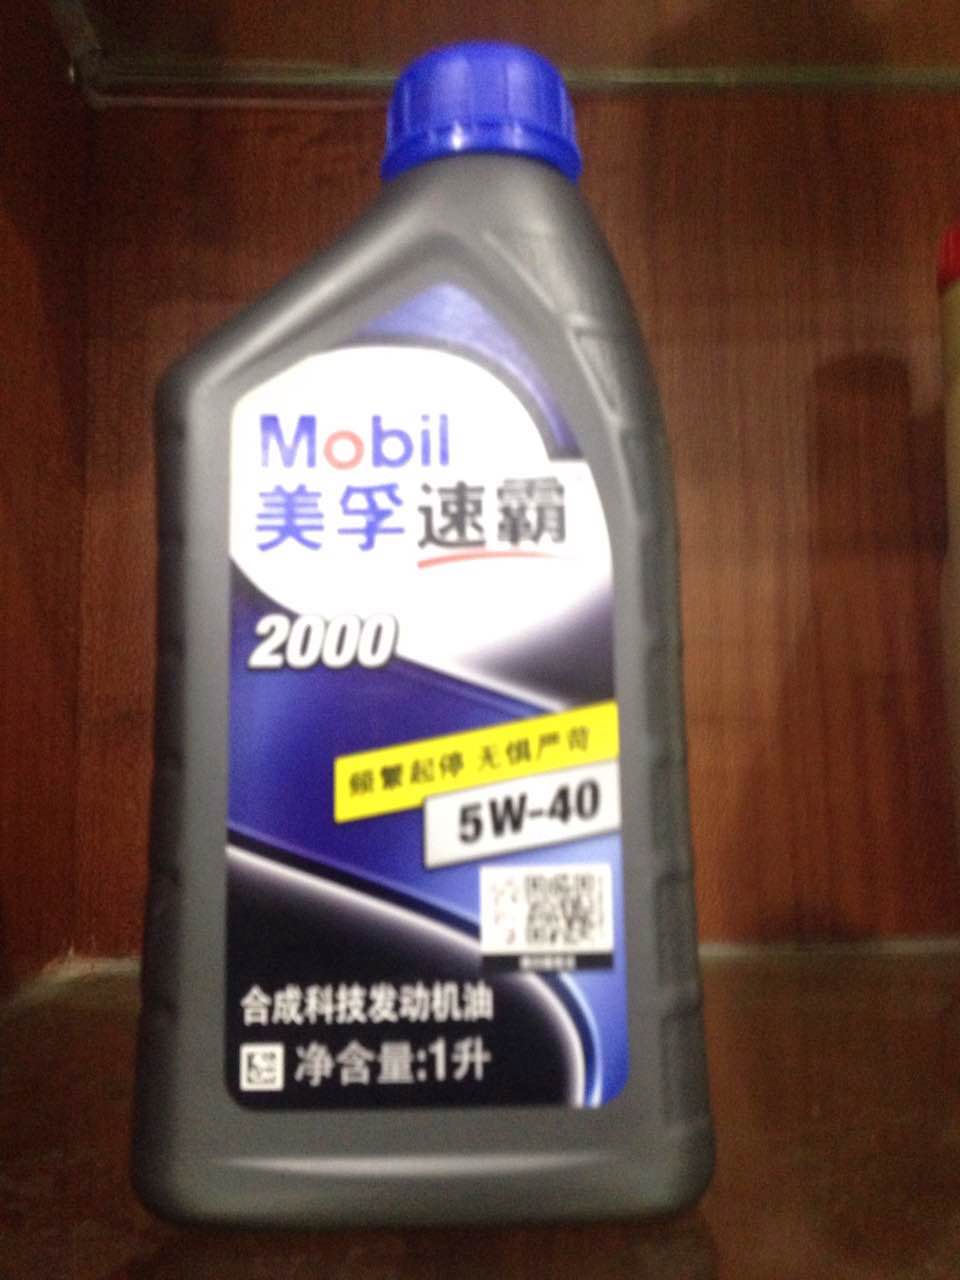 Mobil
美孚速霸
2000
频繁起停 无惧严苛
5W-40
合成科技发动机油
净含量:1升